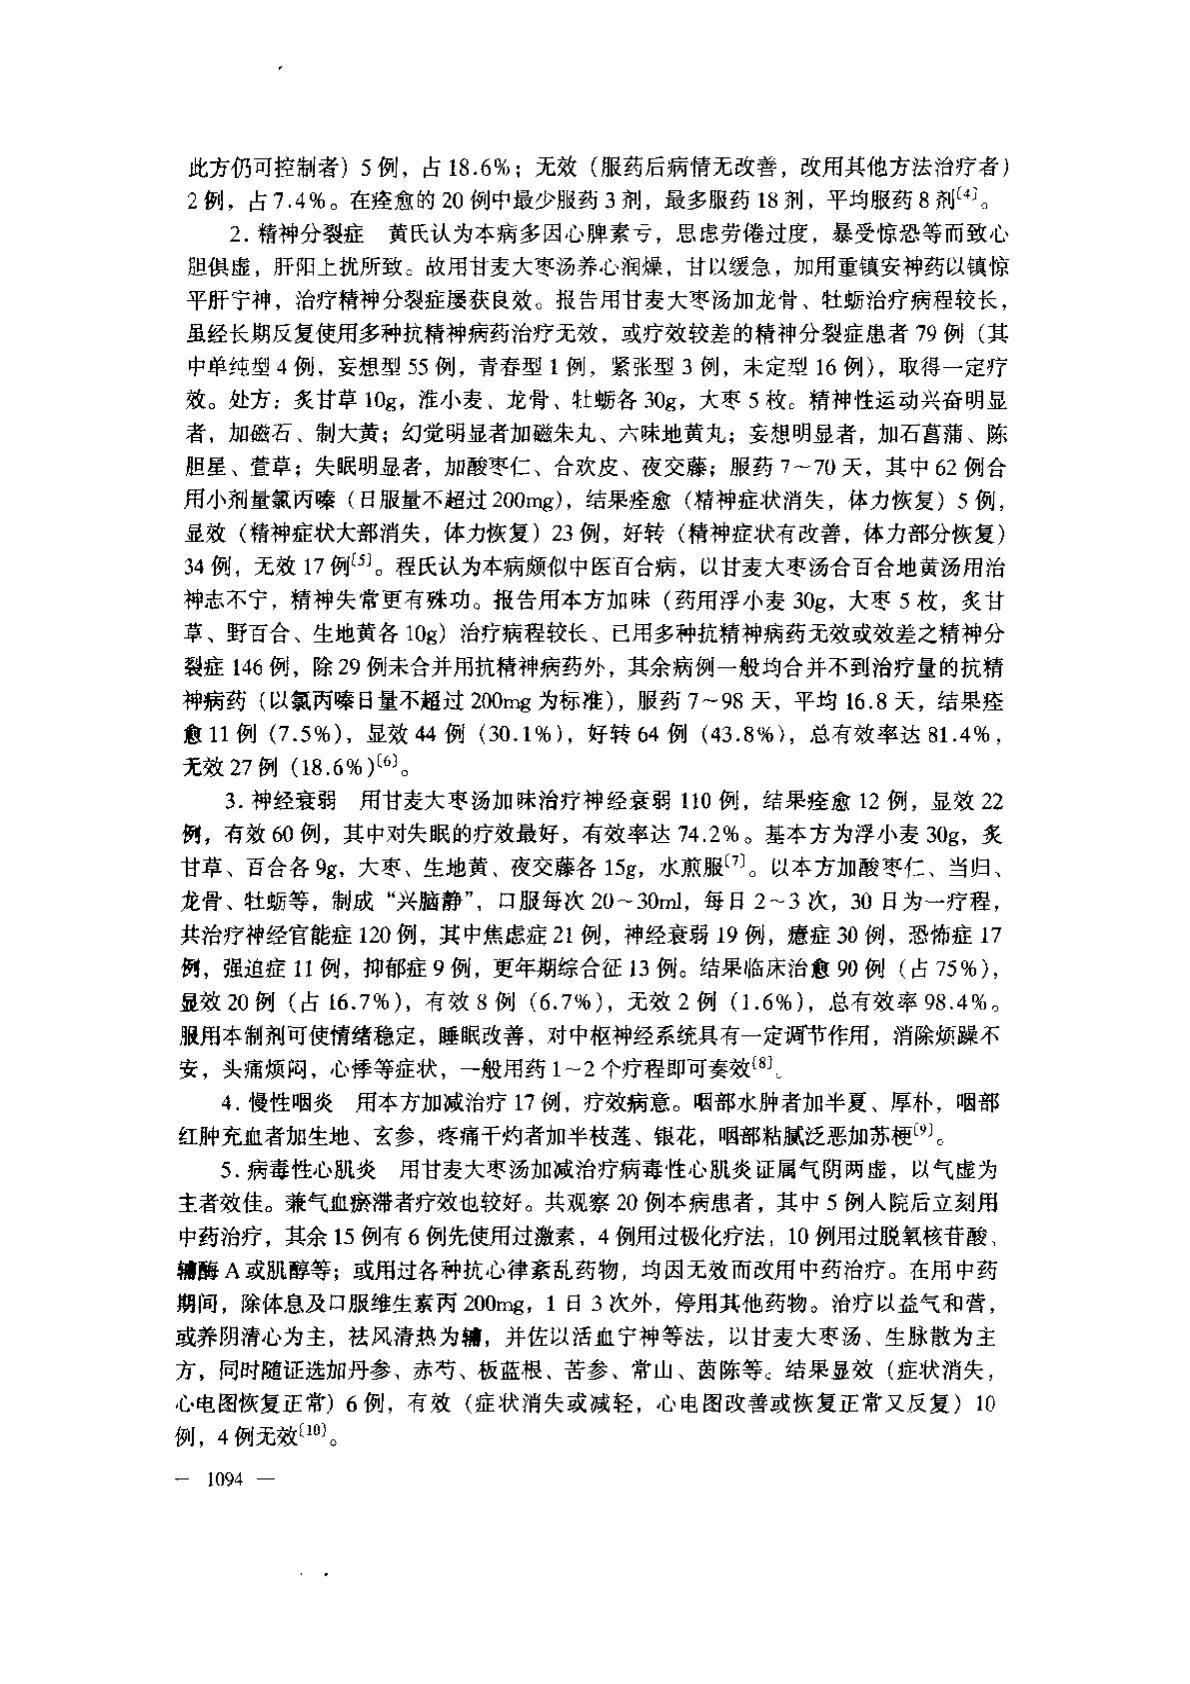 此方仍可控制者）5例，占18.6%；无效（服药后病情无改善，改用其他方法治疗者）
2例，占7.4%。在痊愈的20例中最少服药3剂，最多服药18剂，平均服药8剂〔4〕。
2. 精神分裂症 黄氏认为本病多因心脾素亏，思虑劳倦过度，暴受惊恐等而致心
胆俱虚，肝阳上扰所致。故用甘麦大枣汤养心润燥，甘以缓急，加用重镇安神药以镇惊
平肝宁神，治疗精神分裂症屡获良效。报告用甘麦大枣汤加龙骨、牡蛎治疗病程较长，
虽经长期反复使用多种抗精神病药治疗无效，或疗效较差的精神分裂症患者79例（其
中单纯型4例，妄想型55例，青春型1例，紧张型3例，未定型16例），取得一定疗
效。处方：炙甘草10g，淮小麦、龙骨、牡蛎各30g，大枣5枚。精神性运动兴奋明显
者，加磁石、制大黄；幻觉明显者加磁朱丸、六味地黄丸；妄想明显者，加石菖蒲、陈
胆星、萱草；失眠明显者，加酸枣仁、合欢皮、夜交藤；服药7～70天，其中62例合
用小剂量氯丙嗪（日服量不超过200mg），结果痊愈（精神症状消失，体力恢复）5例，
显效（精神症状大部消失，体力恢复）23例，好转（精神症状有改善，体力部分恢复）
34例，无效17例〔5〕。程氏认为本病颇似中医百合病，以甘麦大枣汤合百合地黄汤用治
神志不宁，精神失常更有殊功。报告用本方加味（药用浮小麦30g，大枣5枚，炙甘
草、野百合、生地黄各10g）治疗病程较长、已用多种抗精神病药无效或效差之精神分
裂症146例，除29例未合并用抗精神病药外，其余病例一般均合并不到治疗量的抗精
神病药（以氯丙嗪日量不超过200mg为标准），服药7～98天，平均16.8天，结果痊
愈11例（7.5%），显效44例（30.1%），好转64例（43.8%），总有效率达81.4%，
无效27例（18.6%）〔6〕。
3. 神经衰弱 用甘麦大枣汤加味治疗神经衰弱110例，结果痊愈12例，显效22
例，有效60例，其中对失眠的疗效最好，有效率达74.2%。基本方为浮小麦30g，炙
甘草、百合各9g，大枣、生地黄、夜交藤各15g，水煎服〔7〕。以本方加酸枣仁、当归、
龙骨、牡蛎等，制成“兴脑静”，口服每次20～30ml，每日2～3次，30日为一疗程，
共治疗神经官能症120例，其中焦虑症21例，神经衰弱19例，癔症30例，恐怖症17
例，强迫症11例，抑郁症9例，更年期综合征13例。结果临床治愈90例（占75%），
显效20例（占16.7%），有效8例（6.7%），无效2例（1.6%），总有效率98.4%。
服用本制剂可使情绪稳定，睡眠改善，对中枢神经系统具有一定调节作用，消除烦躁不
安，头痛烦闷，心悸等症状，一般用药1～2个疗程即可奏效〔8〕。
4. 慢性咽炎 用本方加减治疗17例，疗效病意。咽部水肿者加半夏、厚朴，咽部
红肿充血者加生地、玄参，疼痛干灼者加半枝莲、银花，咽部粘腻泛恶加苏梗〔9〕。
5. 病毒性心肌炎 用甘麦大枣汤加减治疗病毒性心肌炎证属气阴两虚，以气虚为
主者效佳。兼气血瘀滞者疗效也较好。共观察20例本病患者，其中5例入院后立刻用
中药治疗，其余15例有6例先使用过激素，4例用过极化疗法，10例用过脱氧核苷酸、
辅酶A或肌醇等；或用过各种抗心律紊乱药物，均因无效而改用中药治疗。在用中药
期间，除体息及口服维生素丙200mg，1日3次外，停用其他药物。治疗以益气和营，
或养阴清心为主，祛风清热为辅，并佐以活血宁神等法，以甘麦大枣汤、生脉散为主
方，同时随证选加丹参、赤芍、板蓝根、苦参、常山、茵陈等。结果显效（症状消失，
心电图恢复正常）6例，有效（症状消失或减轻，心电图改善或恢复正常又反复）10
例，4例无效〔10〕。
— 1094 —